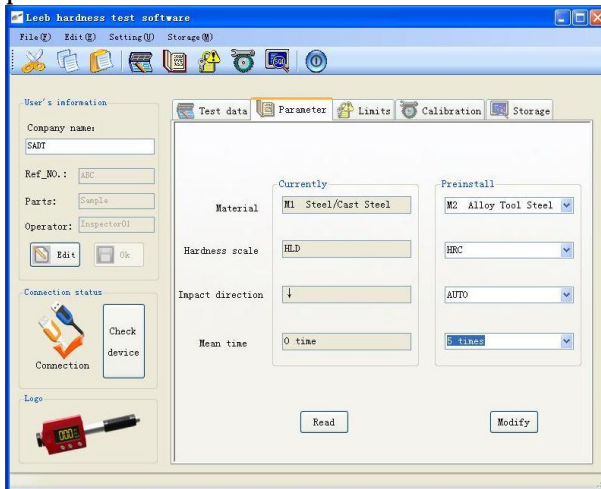 Leeb hardness test software
File(F) Edit(E) Setting(U) Storage(M)
User's information
Company name:
SADT
Ref_NO.: ABC
Parts: Sample
Operator: Inspector01
Edit Ok
Connection status
Connection
Check device
Logo
Test data Parameter Limits Calibration Storage
Currently Preinstall
Material M1 Steel/Cast Steel M2 Alloy Tool Steel
Hardness scale HLD HRC
Impact direction ↓ AUTO
Mean time 0 time 5 times
Read Modify